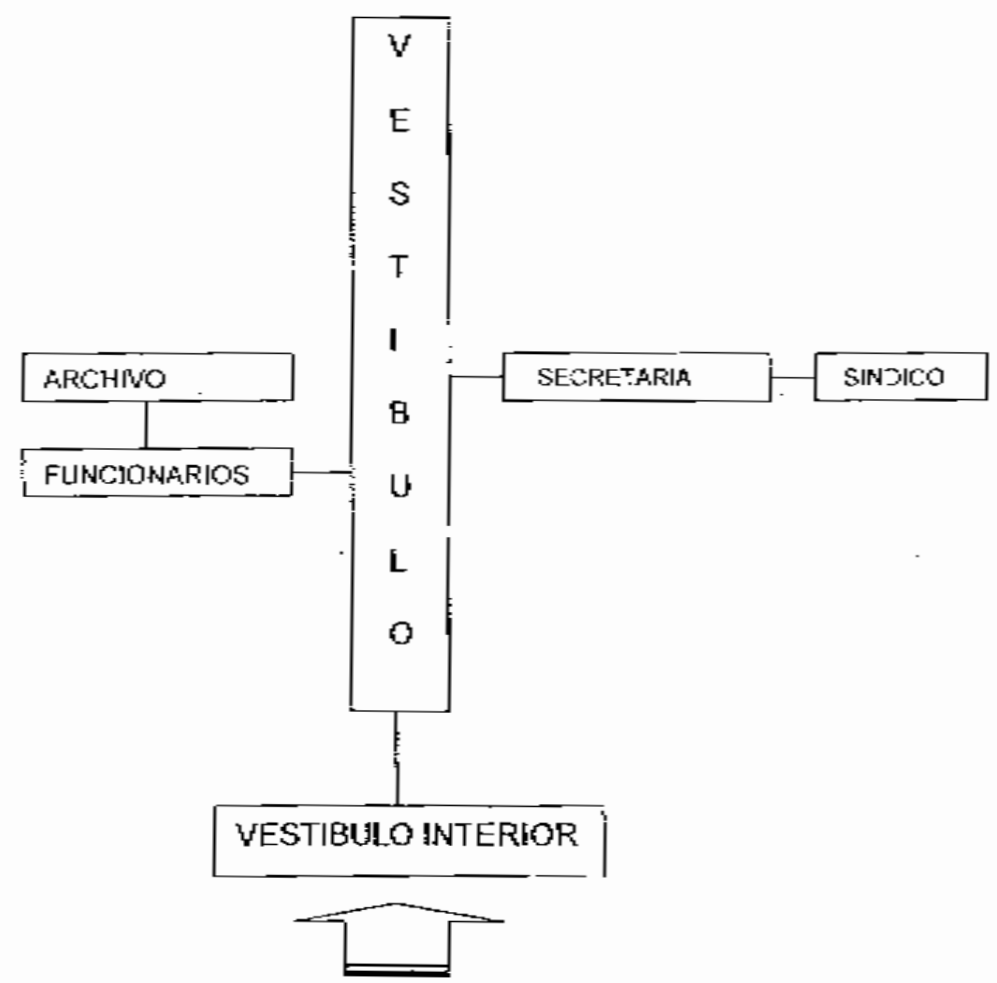 VESTIBULO
ARCHIVO
SECRETARIA
SINDICO
FUNCIONARIOS
VESTIBULO INTERIOR